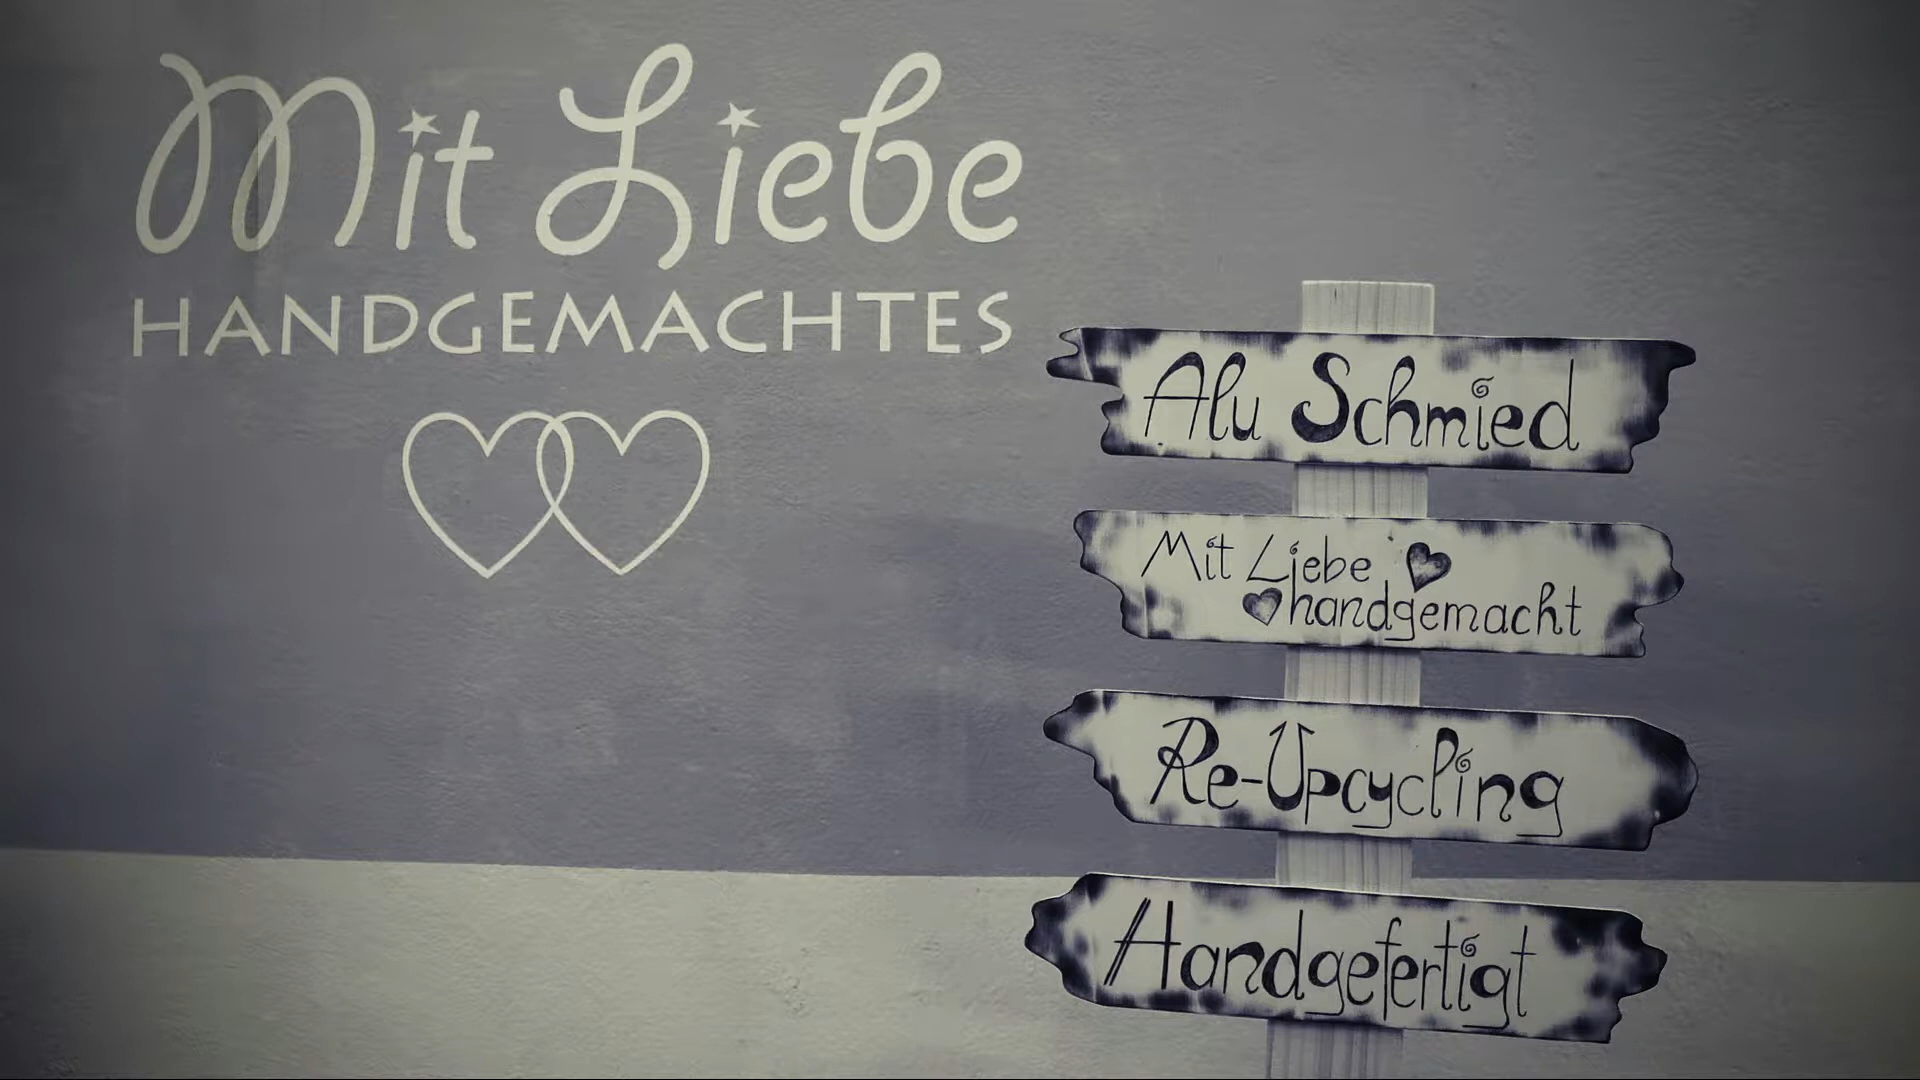 Mit Liebe
HANDGEMACHTES
Alu Schmied
Mit Liebe
handgemacht
Re-Upcycling
Handgefertigt